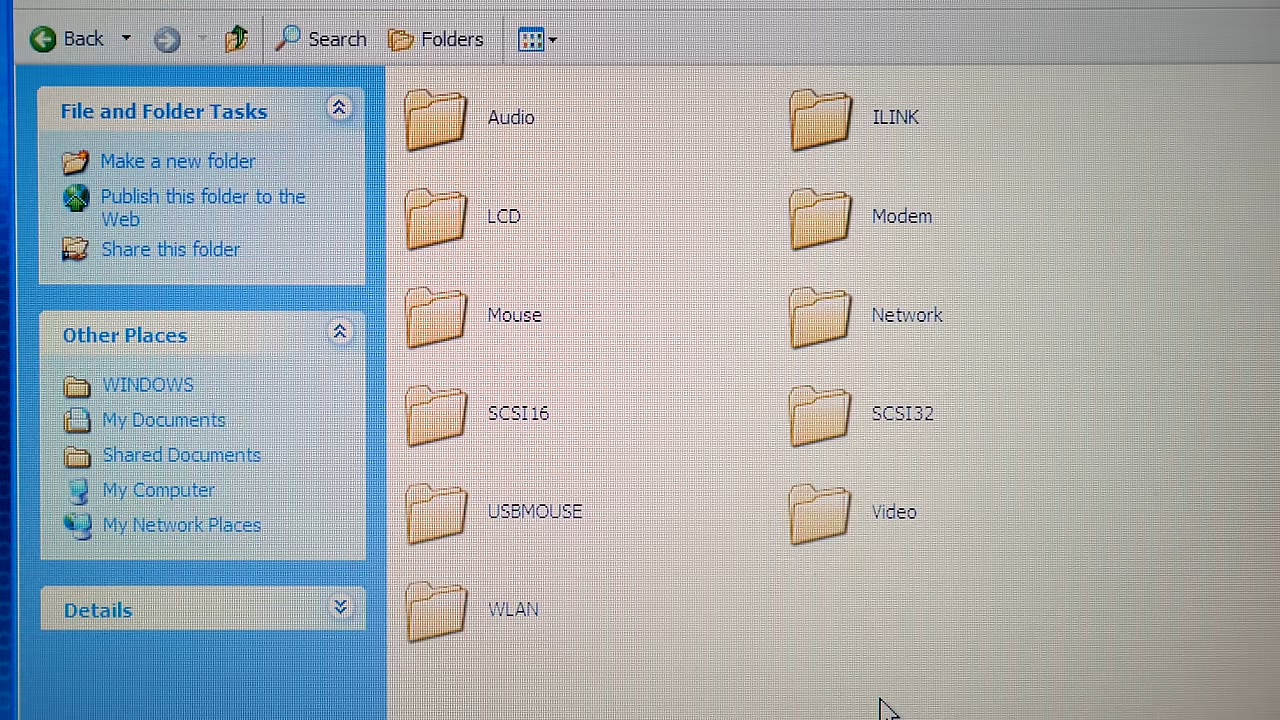 Back
Search
Folders
File and Folder Tasks
Make a new folder
Publish this folder to the
Web
Share this folder
Other Places
WINDOWS
My Documents
Shared Documents
My Computer
My Network Places
Details
Audio
ILINK
LCD
Modem
Mouse
Network
SCSI16
SCSI32
USBMOUSE
Video
WLAN